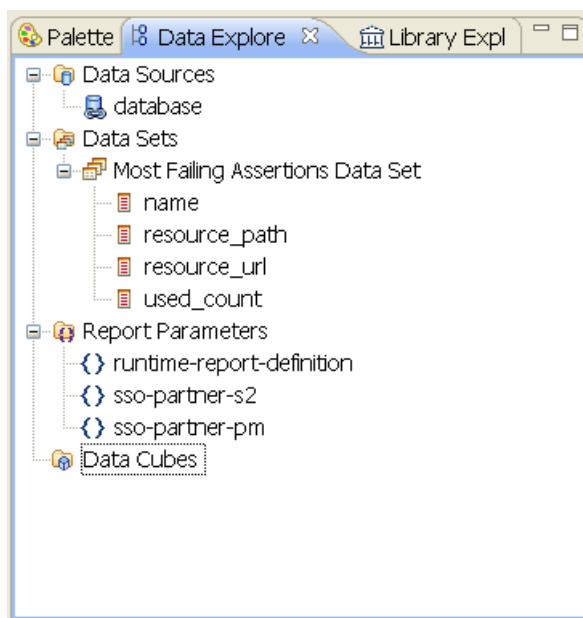 Palette Data Explore Library Expl
Data Sources
database
Data Sets
Most Failing Assertions Data Set
name
resource_path
resource_url
used_count
Report Parameters
runtime-report-definition
sso-partner-s2
sso-partner-pm
Data Cubes